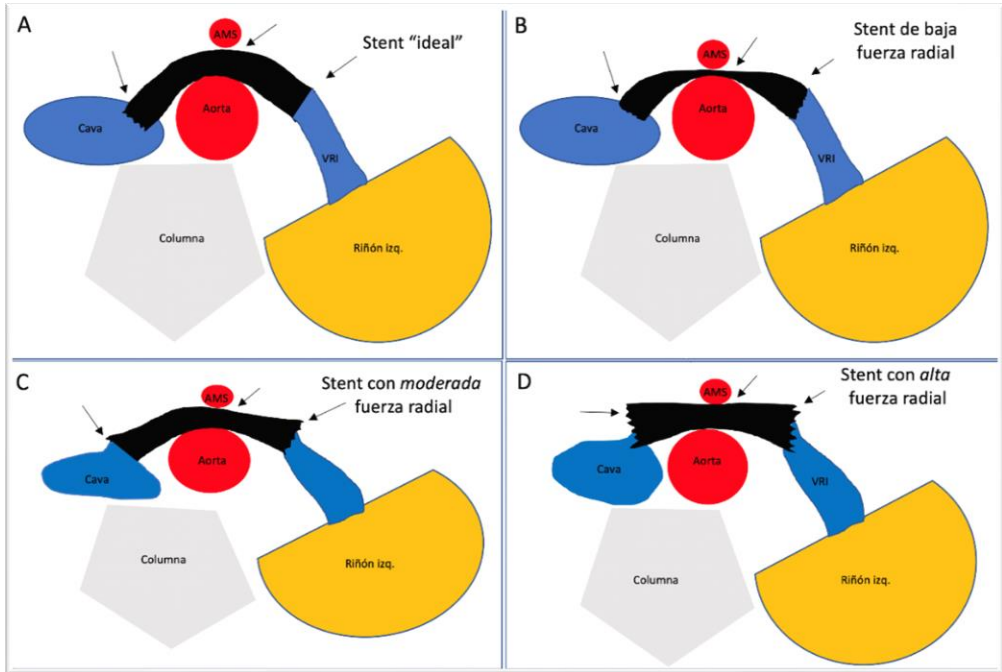 A
AMS
Stent “ideal”
Aorta
Cava
VRI
Columna
Riñón izq.
B
AMS
Stent de baja
fuerza radial
Aorta
Cava
VRI
Columna
Riñón izq.
C
AMS
Stent con moderada
fuerza radial
Aorta
Cava
Columna
Riñón izq.
D
AMS
Stent con alta
fuerza radial
Aorta
Cava
VRI
Columna
Riñón izq.